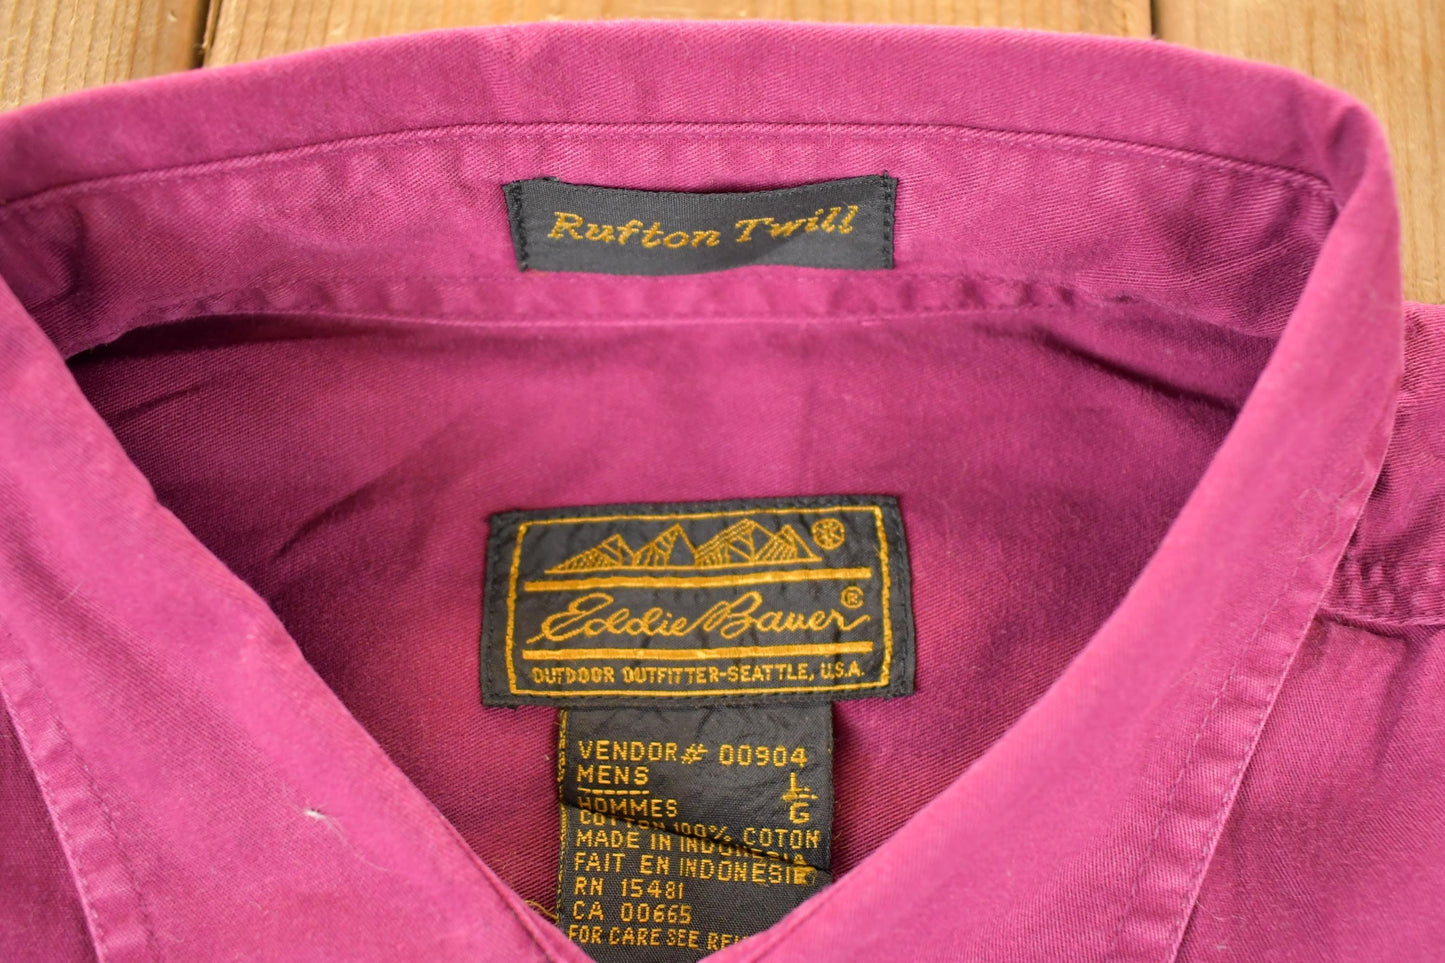 Rufton Twill
®
Eddie Bauer®
OUTDOOR OUTFITTER-SEATTLE, U.S.A.
VENDOR# 00904
MENS L
HOMMES G
COTTON 100% COTON
MADE IN INDONESIA
FAIT EN INDONESIE
RN 15481
CA 00665
FOR CARE SEE